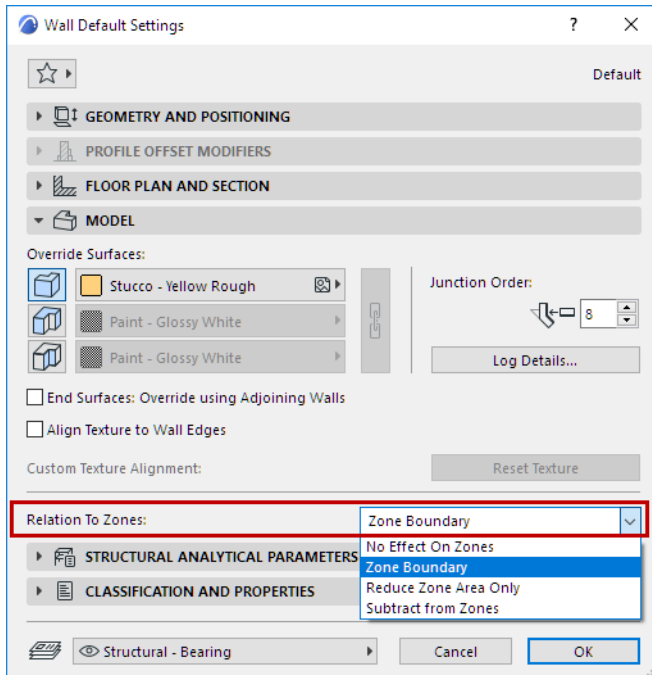 Wall Default Settings ? ×
Default
GEOMETRY AND POSITIONING
PROFILE OFFSET MODIFIERS
FLOOR PLAN AND SECTION
MODEL
Override Surfaces:
Stucco - Yellow Rough
Paint - Glossy White
Paint - Glossy White
Junction Order:
8
Log Details...
End Surfaces: Override using Adjoining Walls
Align Texture to Wall Edges
Custom Texture Alignment: Reset Texture
Relation To Zones: Zone Boundary
No Effect On Zones
Zone Boundary
Reduce Zone Area Only
Subtract from Zones
STRUCTURAL ANALYTICAL PARAMETERS
CLASSIFICATION AND PROPERTIES
Structural - Bearing Cancel OK